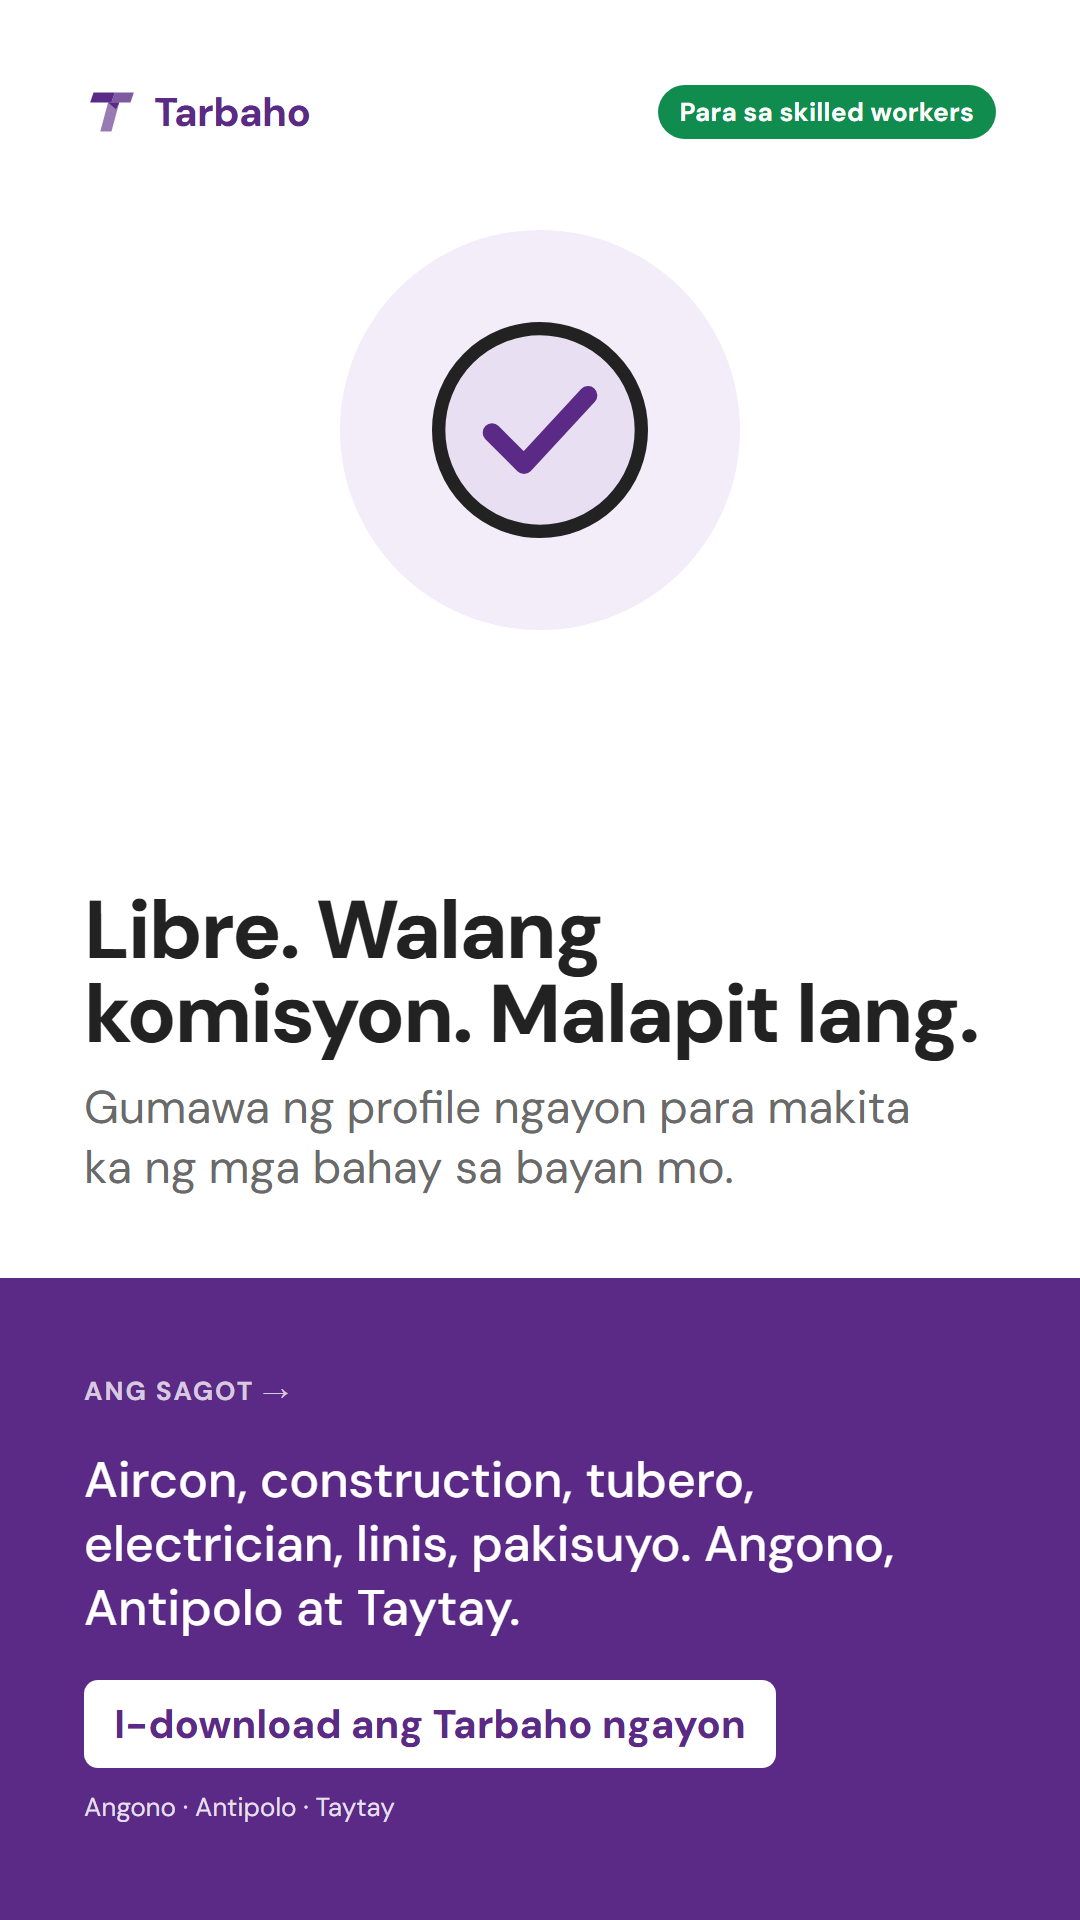 Tarbaho
Para sa skilled workers
Libre. Walang
komisyon. Malapit lang.
Gumawa ng profile ngayon para makita
ka ng mga bahay sa bayan mo.
ANG SAGOT →
Aircon, construction, tubero,
electrician, linis, pakisuyo. Angono,
Antipolo at Taytay.
I-download ang Tarbaho ngayon
Angono · Antipolo · Taytay